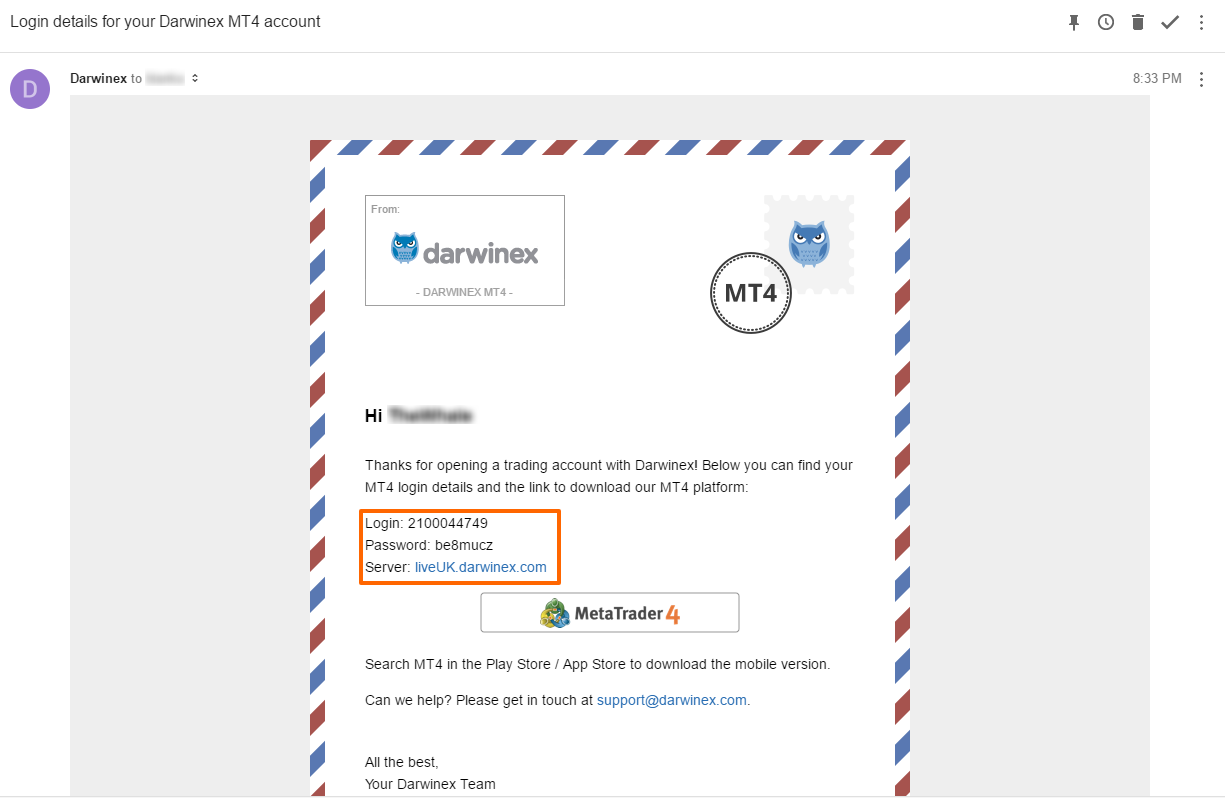 Login details for your Darwinex MT4 account
D
Darwinex to
8:33 PM
From:
darwinex
- DARWINEX MT4 -
MT4
Hi
Thanks for opening a trading account with Darwinex! Below you can find your
MT4 login details and the link to download our MT4 platform:
Login: 2100044749
Password: be8mucz
Server: liveUK.darwinex.com
MetaTrader 4
Search MT4 in the Play Store / App Store to download the mobile version.
Can we help? Please get in touch at support@darwinex.com.
All the best,
Your Darwinex Team